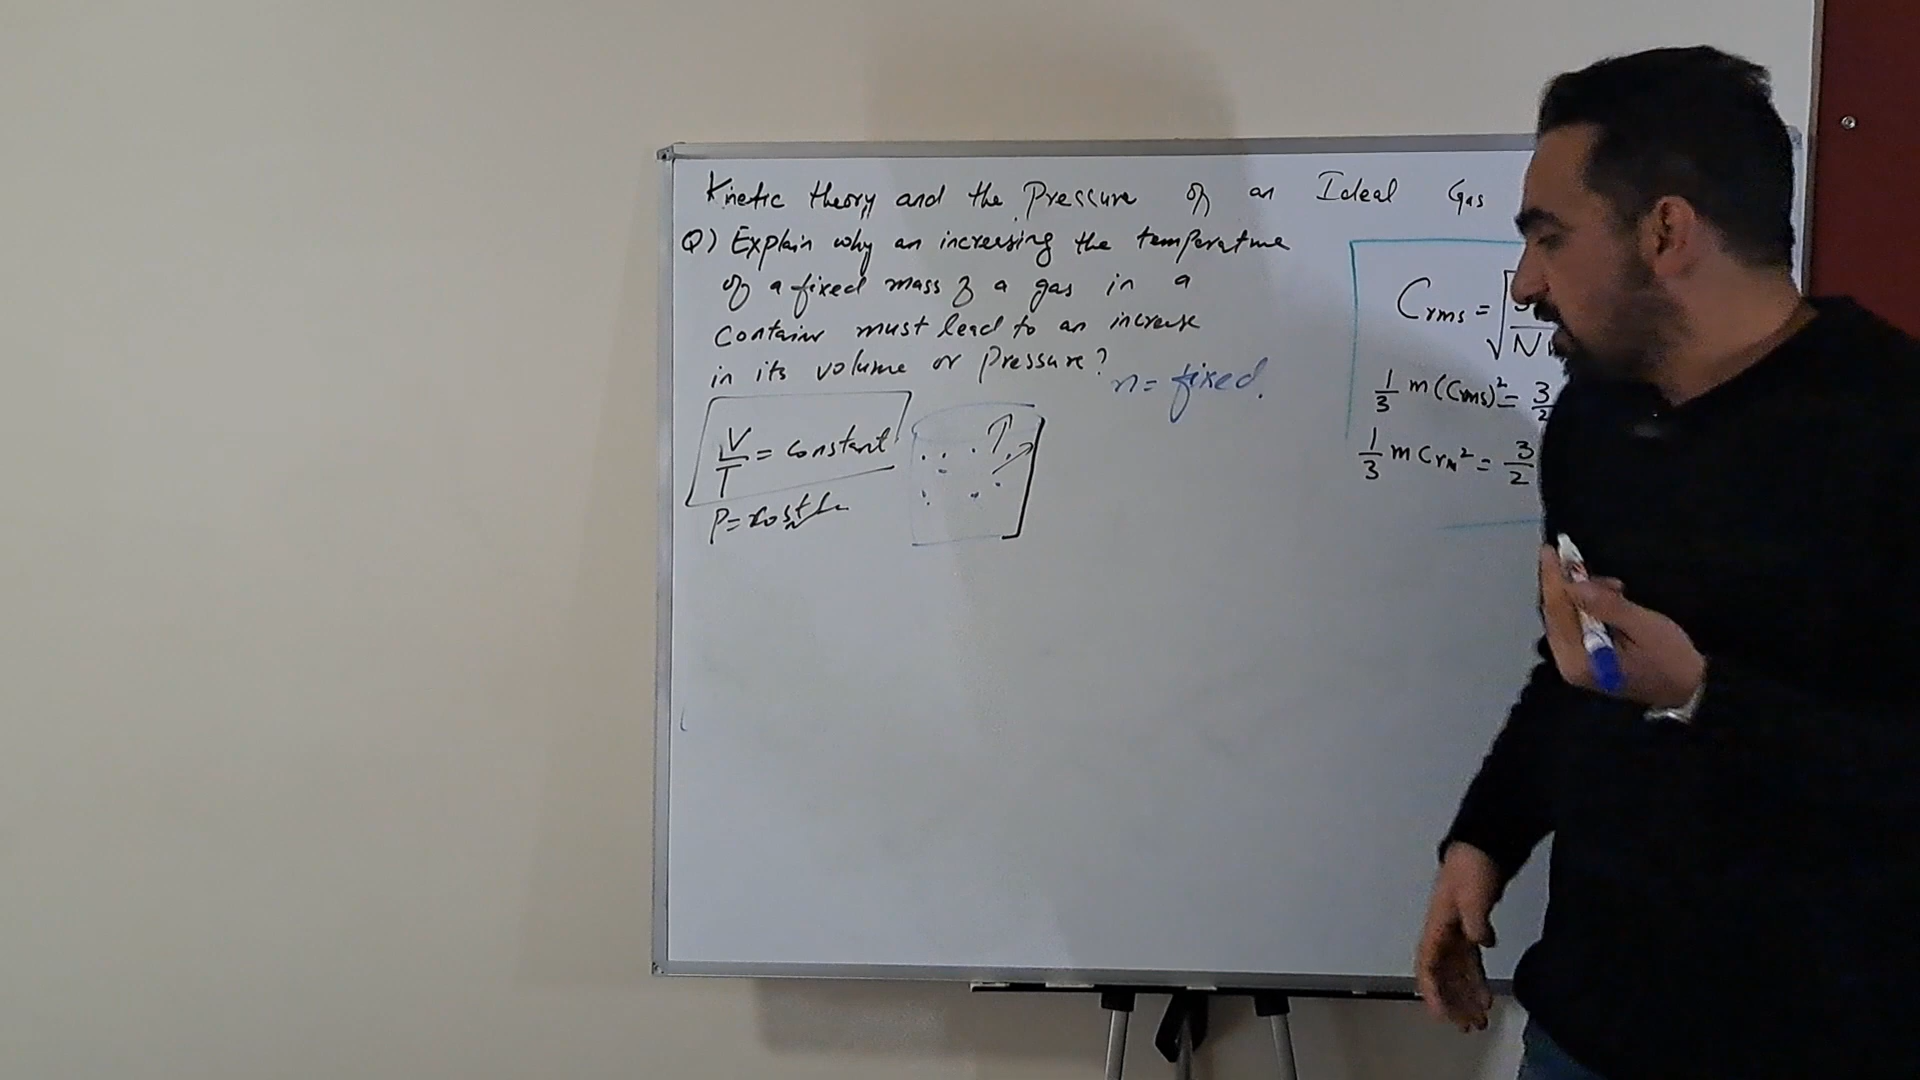 Kinetic theory and the Pressure of an Ideal Gas
Q) Explain why an increasing the temperature
of a fixed mass of a gas in a
container must lead to an increase
in its volume or Pressure?
n = fixed.
V/T = constant
P =
Crms = √
N
1/3 m(Crms)² = 3/2
1/3 m Crm² = 3/2